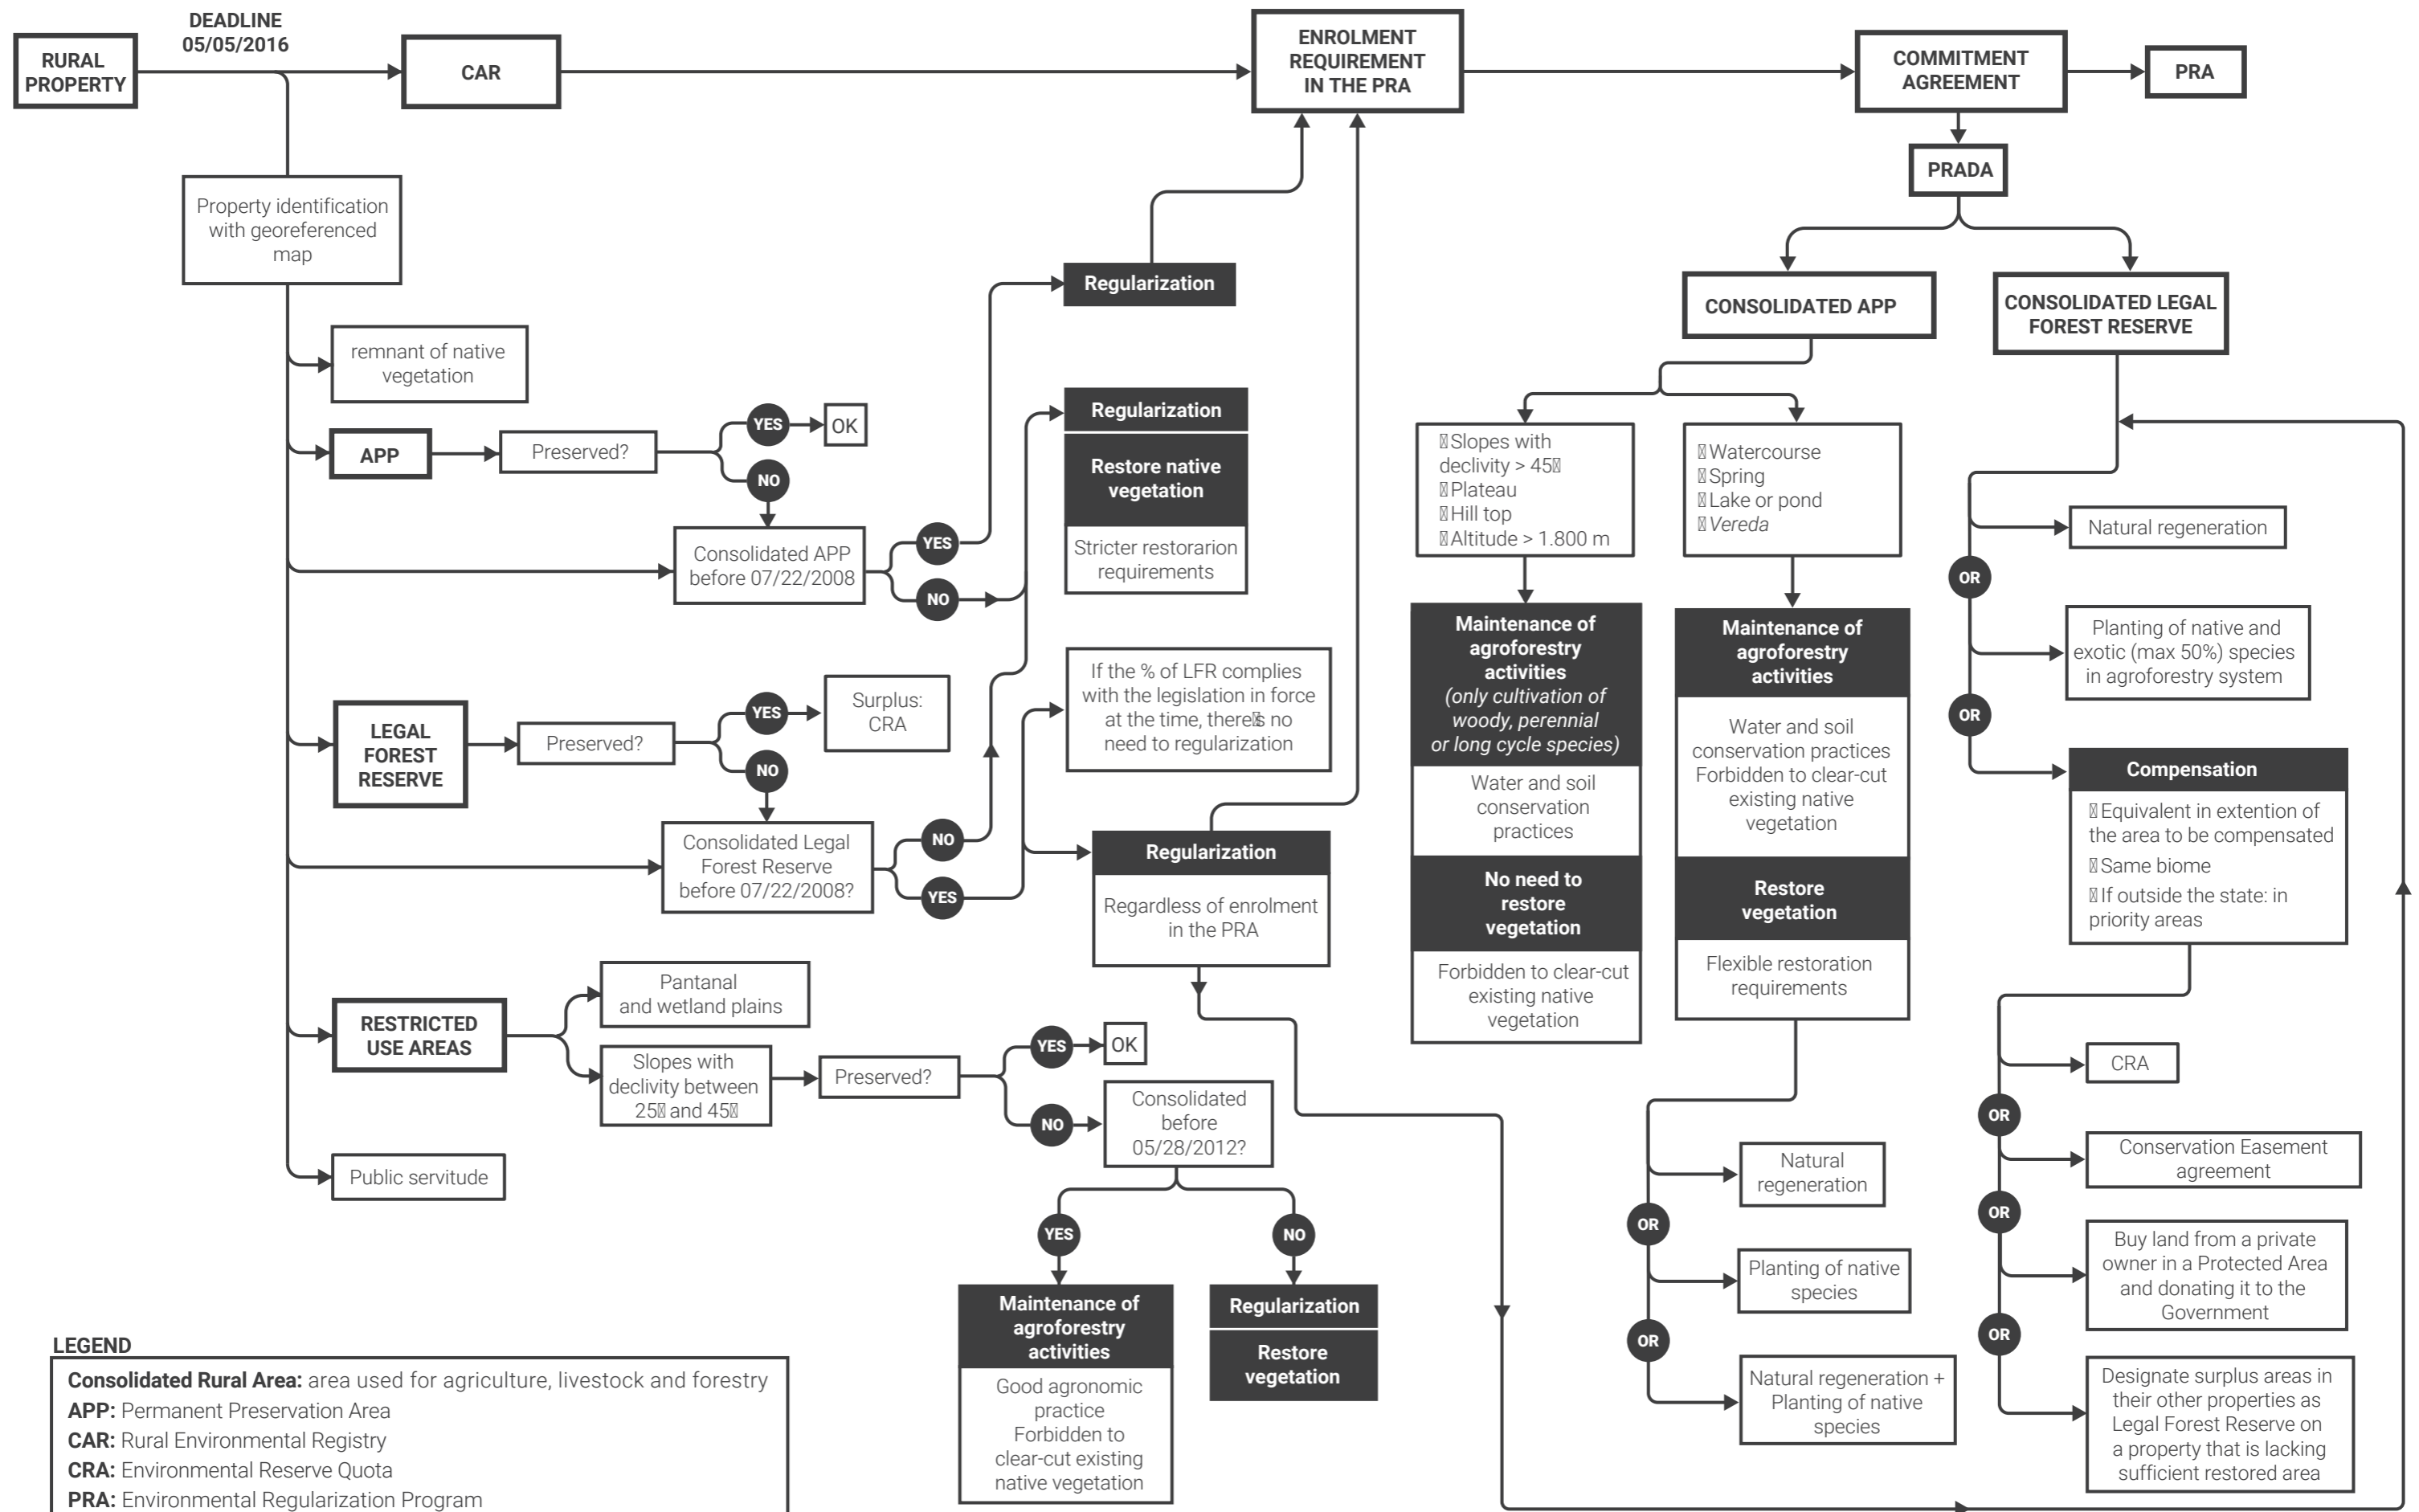 DEADLINE
05/05/2016
RURAL
PROPERTY
CAR
ENROLMENT
REQUIREMENT
IN THE PRA
COMMITMENT
AGREEMENT
PRA
PRADA
Property identification
with georeferenced
map
Regularization
CONSOLIDATED APP
CONSOLIDATED LEGAL
FOREST RESERVE
remnant of native
vegetation
APP
Preserved?
YES
OK
NO
Consolidated APP
before 07/22/2008
YES
NO
Regularization
Restore native
vegetation
Stricter restorarion
requirements
LEGAL
FOREST
RESERVE
Preserved?
YES
Surplus:
CRA
NO
Consolidated Legal
Forest Reserve
before 07/22/2008?
NO
YES
If the % of LFR complies
with the legislation in force
at the time, there▯s no
need to regularization
Regularization
Regardless of enrolment
in the PRA
RESTRICTED
USE AREAS
Pantanal
and wetland plains
Slopes with
declivity between
25▯ and 45▯
Preserved?
YES
OK
NO
Consolidated
before
05/28/2012?
YES
NO
Maintenance of
agroforestry
activities
Good agronomic
practice
Forbidden to
clear-cut existing
native vegetation
Regularization
Restore
vegetation
Public servitude
▯Slopes with
declivity > 45▯
▯Plateau
▯Hill top
▯Altitude > 1.800 m
Maintenance of
agroforestry
activities
(only cultivation of
woody, perennial
or long cycle species)
Water and soil
conservation
practices
No need to
restore
vegetation
Forbidden to clear-cut
existing native
vegetation
▯Watercourse
▯Spring
▯Lake or pond
▯Vereda
Maintenance of
agroforestry
activities
Water and soil
conservation practices
Forbidden to clear-cut
existing native
vegetation
Restore
vegetation
Flexible restoration
requirements
Natural
regeneration
OR
Planting of native
species
OR
Natural regeneration +
Planting of native
species
Natural regeneration
OR
Planting of native and
exotic (max 50%) species
in agroforestry system
OR
Compensation
▯Equivalent in extention of
the area to be compensated
▯Same biome
▯If outside the state: in
priority areas
CRA
OR
Conservation Easement
agreement
OR
Buy land from a private
owner in a Protected Area
and donating it to the
Government
OR
Designate surplus areas in
their other properties as
Legal Forest Reserve on
a property that is lacking
sufficient restored area
LEGEND
Consolidated Rural Area: area used for agriculture, livestock and forestry
APP: Permanent Preservation Area
CAR: Rural Environmental Registry
CRA: Environmental Reserve Quota
PRA: Environmental Regularization Program